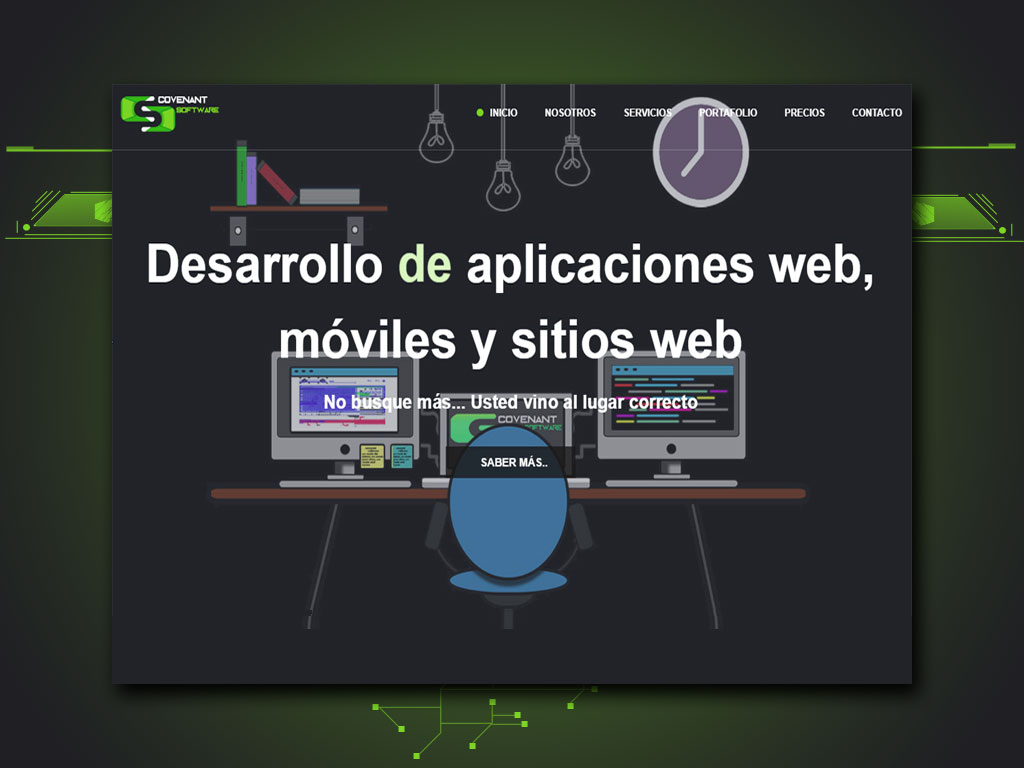 COVENANT
SOFTWARE
INICIO NOSOTROS SERVICIOS PORTAFOLIO PRECIOS CONTACTO
Desarrollo de aplicaciones web,
móviles y sitios web
No busque más... Usted vino al lugar correcto
COVENANT
SOFTWARE
SABER MÁS..